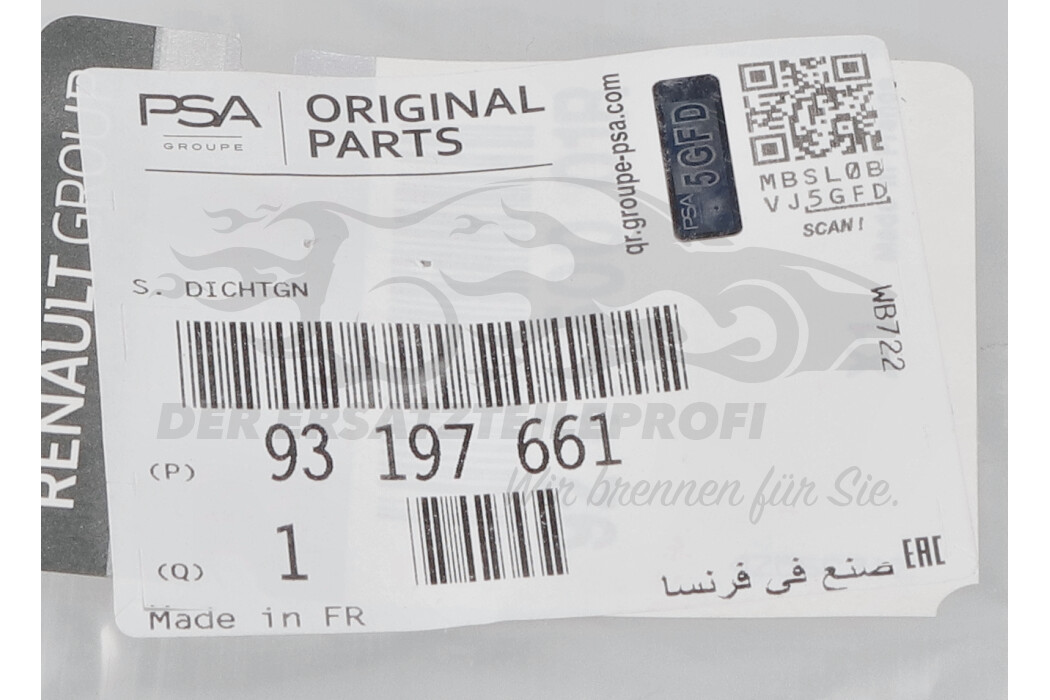 RENAULT GROUP
PSA
GROUPE
ORIGINAL
PARTS
qr.groupe-psa.com
PSA 5GFD
MBSLØB
VJ5GFD
SCAN!
S. DICHTGN
WB722
DER ERSATZTEILEPROFI
(P) 93 197 661
Wir brennen für Sie.
(Q) 1
صنع في فرنسا
EAC
Made in FR